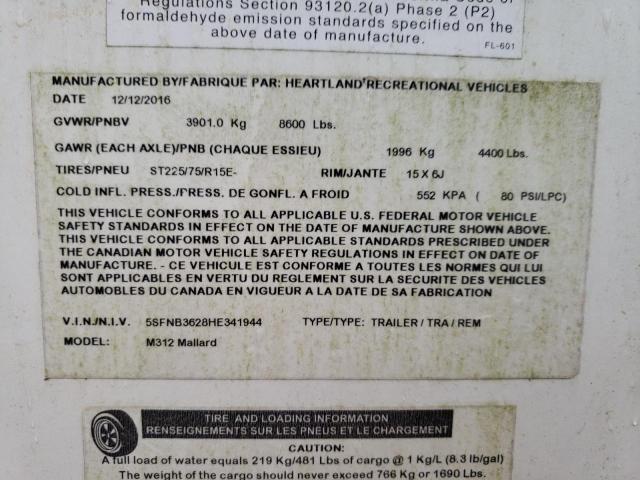 Regulations Section 93120.2(a) Phase 2 (P2)
formaldehyde emission standards specified on
above date of manufacture.
FL-601
MANUFACTURED BY/FABRIQUE PAR: HEARTLAND RECREATIONAL VEHICLES
DATE 12/12/2016
GVWR/PNBV 3901.0 Kg 8600 Lbs.
GAWR (EACH AXLE)/PNB (CHAQUE ESSIEU) 1996 Kg 4400 Lbs.
TIRES/PNEU ST225/75/R15E- RIM/JANTE 15 X 6J
COLD INFL. PRESS./PRESS. DE GONFL. A FROID 552 KPA ( 80 PSI/LPC)
THIS VEHICLE CONFORMS TO ALL APPLICABLE U.S. FEDERAL MOTOR VEHICLE
SAFETY STANDARDS IN EFFECT ON THE DATE OF MANUFACTURE SHOWN ABOVE.
THIS VEHICLE CONFORMS TO ALL APPLICABLE STANDARDS PRESCRIBED UNDER
THE CANADIAN MOTOR VEHICLE SAFETY REGULATIONS IN EFFECT ON DATE OF
MANUFACTURE. - CE VEHICULE EST CONFORME A TOUTES LES NORMES QUI LUI
SONT APPLICABLES EN VERTU DU REGLEMENT SUR LA SECURITE DES VEHICLES
AUTOMOBILES DU CANADA EN VIGUEUR A LA DATE DE SA FABRICATION
V.I.N./N.I.V. 5SFNB3628HE341944 TYPE/TYPE: TRAILER / TRA / REM
MODEL: M312 Mallard
TIRE AND LOADING INFORMATION
RENSEIGNEMENTS SUR LES PNEUS ET LE CHARGEMENT
CAUTION:
A full load of water equals 219 Kg/481 Lbs of cargo @ 1 Kg/L (8.3 lb/gal)
The weight of the cargo should never exceed 766 Kg or 1690 Lbs.